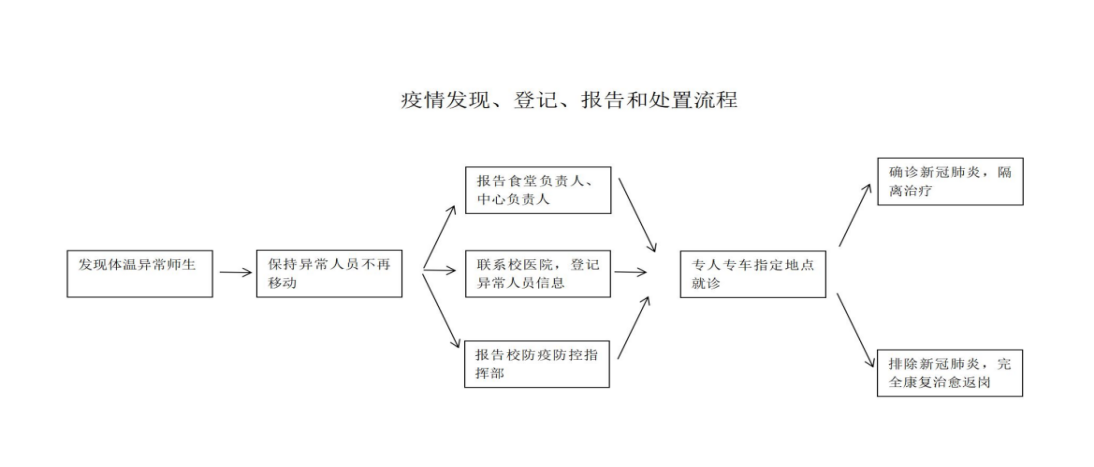 疫情发现、登记、报告和处置流程
发现体温异常师生
保持异常人员不再
移动
报告食堂负责人、
中心负责人
联系校医院，登记
异常人员信息
报告校防疫防控指
挥部
专人专车指定地点
就诊
确诊新冠肺炎，隔
离治疗
排除新冠肺炎，完
全康复治愈返岗